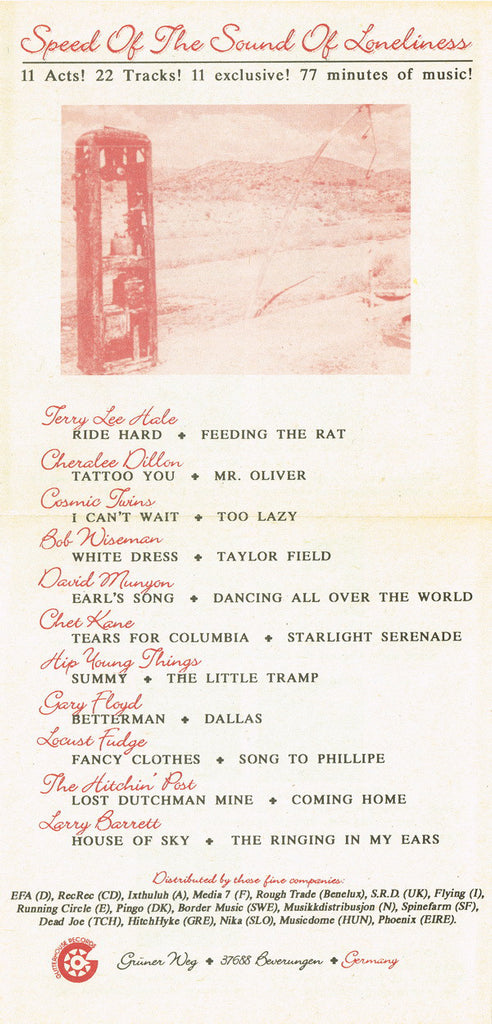 Speed Of The Sound Of Loneliness
11 Acts! 22 Tracks! 11 exclusive! 77 minutes of music!
Terry Lee Hale
RIDE HARD ✦ FEEDING THE RAT
Cheralee Dillon
TATTOO YOU ✦ MR. OLIVER
Cosmic Twins
I CAN'T WAIT ✦ TOO LAZY
Bob Wiseman
WHITE DRESS ✦ TAYLOR FIELD
David Munyon
EARL'S SONG ✦ DANCING ALL OVER THE WORLD
Chet Kane
TEARS FOR COLUMBIA ✦ STARLIGHT SERENADE
Hip Young Things
SUMMY ✦ THE LITTLE TRAMP
Gary Floyd
BETTERMAN ✦ DALLAS
Locust Fudge
FANCY CLOTHES ✦ SONG TO PHILLIPE
The Hitchin' Post
LOST DUTCHMAN MINE ✦ COMING HOME
Larry Barrett
HOUSE OF SKY ✦ THE RINGING IN MY EARS
Distributed by those fine companies:
EFA (D), RecRec (CD), Ixthuluh (A), Media 7 (F), Rough Trade (Benelux), S.R.D. (UK), Flying (I),
Running Circle (E), Pingo (DK), Border Music (SWE), Musikkdistribusjon (N), Spinefarm (SF),
Dead Joe (TCH), HitchHyke (GRE), Nika (SLO), Musicdome (HUN), Phoenix (EIRE).
GLITTERHOUSE RECORDS
Grüner Weg ✦ 37688 Beverungen ✦ Germany